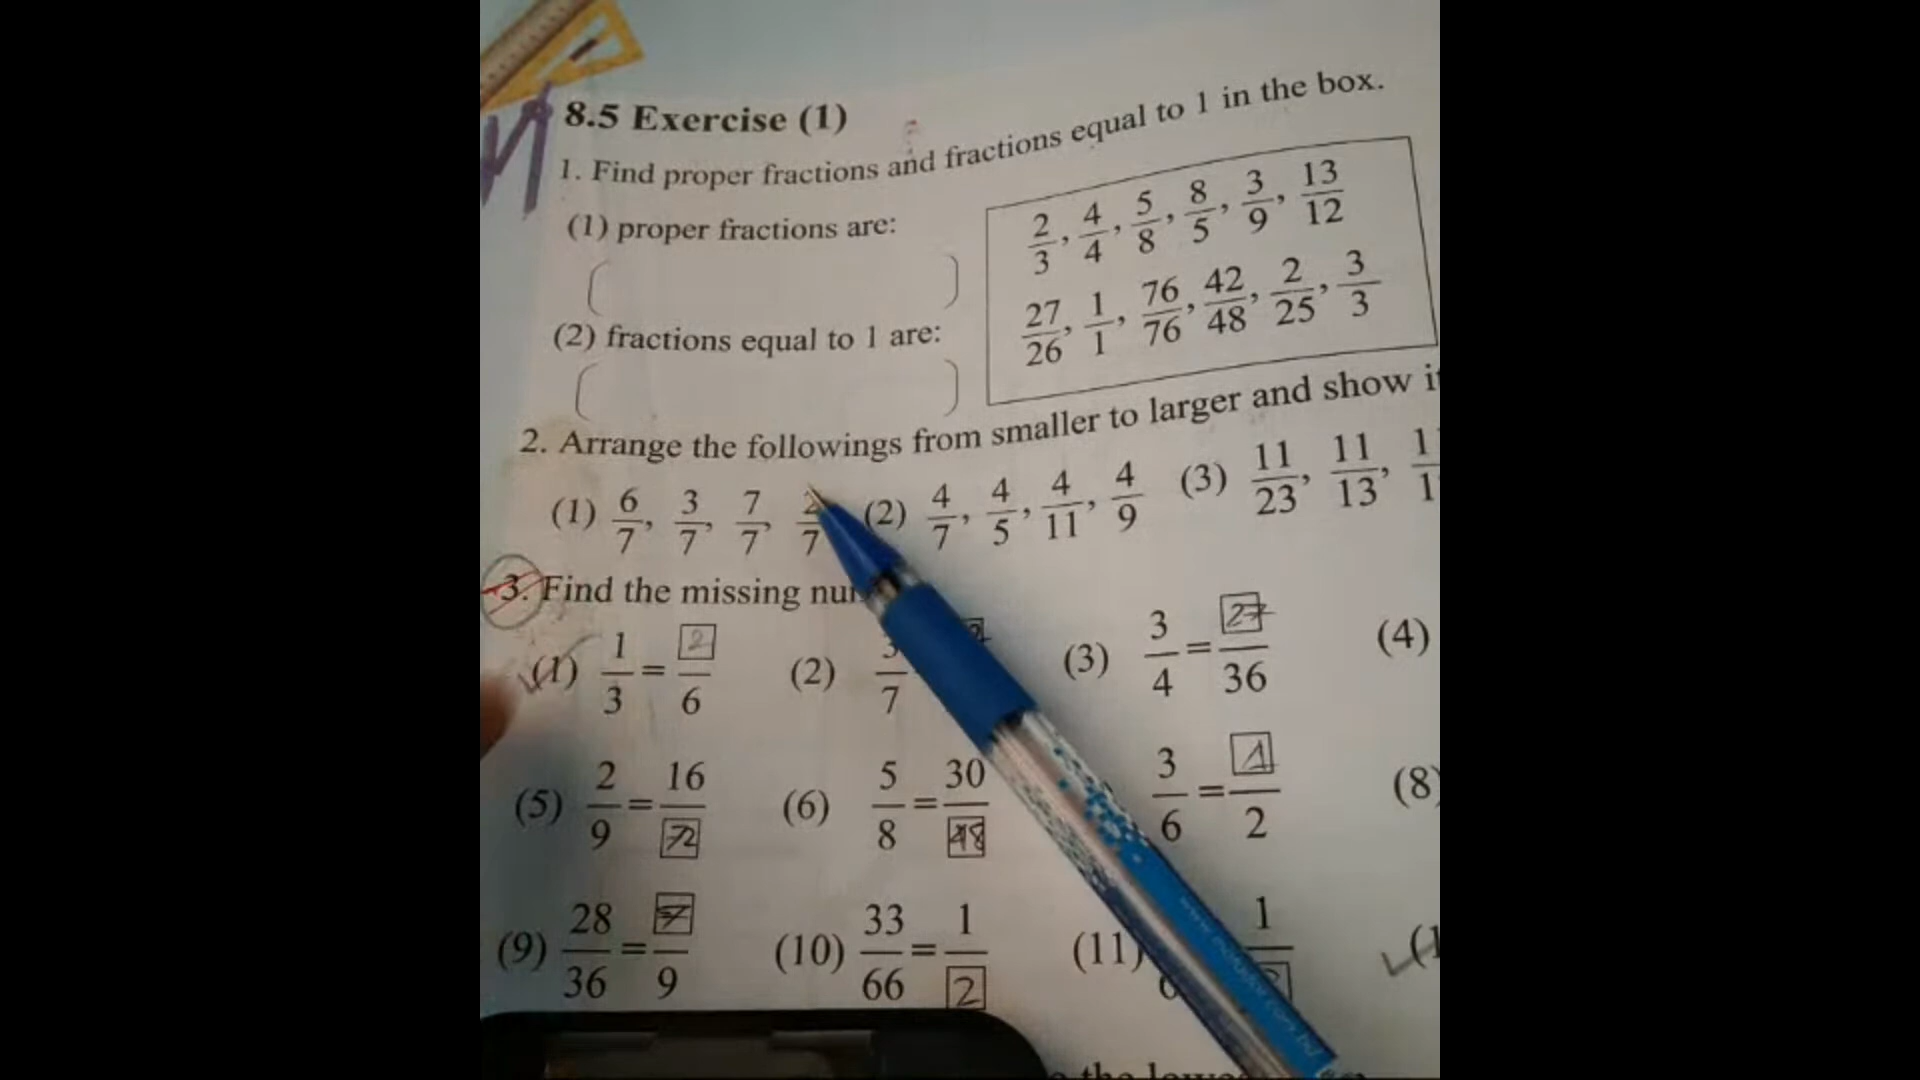 8.5 Exercise (1)
1. Find proper fractions and fractions equal to 1 in the box.
(1) proper fractions are:
2/3, 4/4, 5/8, 8/5, 3/9, 13/12
( )
27/26, 1/1, 76/76, 42/48, 2/25, 3/3
(2) fractions equal to 1 are:
( )
2. Arrange the followings from smaller to larger and show
(1) 6/7, 3/7, 7/7, 2/7 (2) 4/7, 4/5, 4/11, 4/9 (3) 11/23, 11/13,
3. Find the missing
(1) 1/3 = 2/6 (2) 3/7 (3) 3/4 = 27/36 (4)
(5) 2/9 = 16/72 (6) 5/8 = 30/48 3/6 = 1/2 (8)
(9) 28/36 = 7/9 (10) 33/66 = 1/2 (11) 1
the